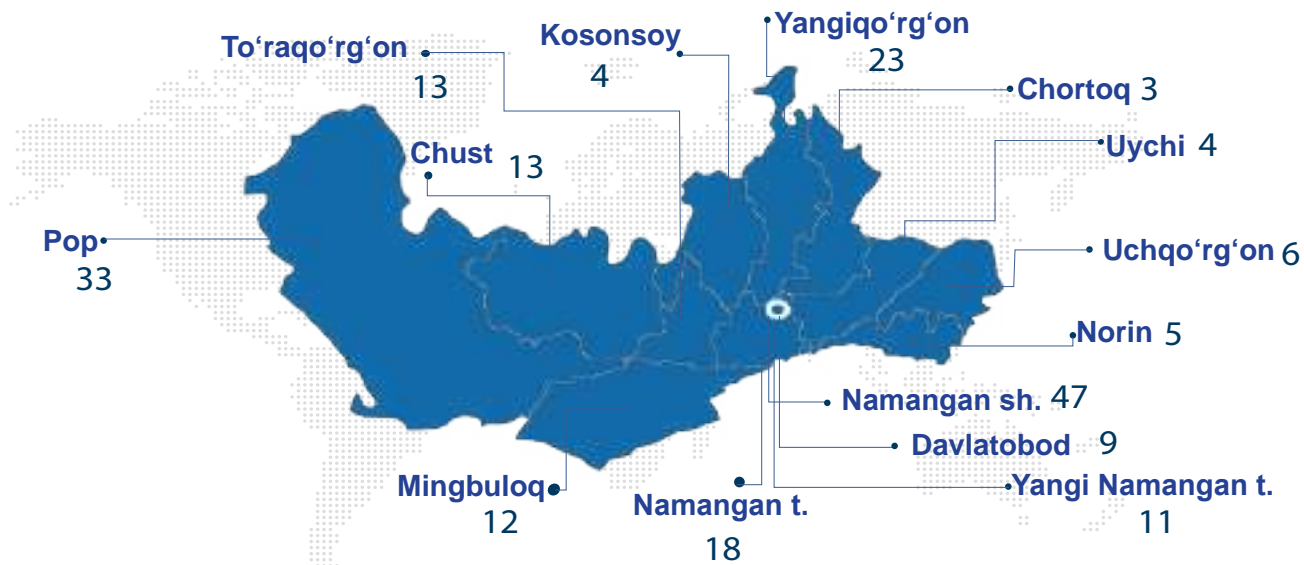 Yangiqo‘rg‘on
23
Kosonsoy
4
To‘raqo‘rg‘on
13
Chortoq 3
Uychi 4
Chust 13
Pop
33
Uchqo‘rg‘on 6
Norin 5
Namangan sh. 47
Davlatobod 9
Mingbuloq
12
Namangan t.
18
Yangi Namangan t.
11